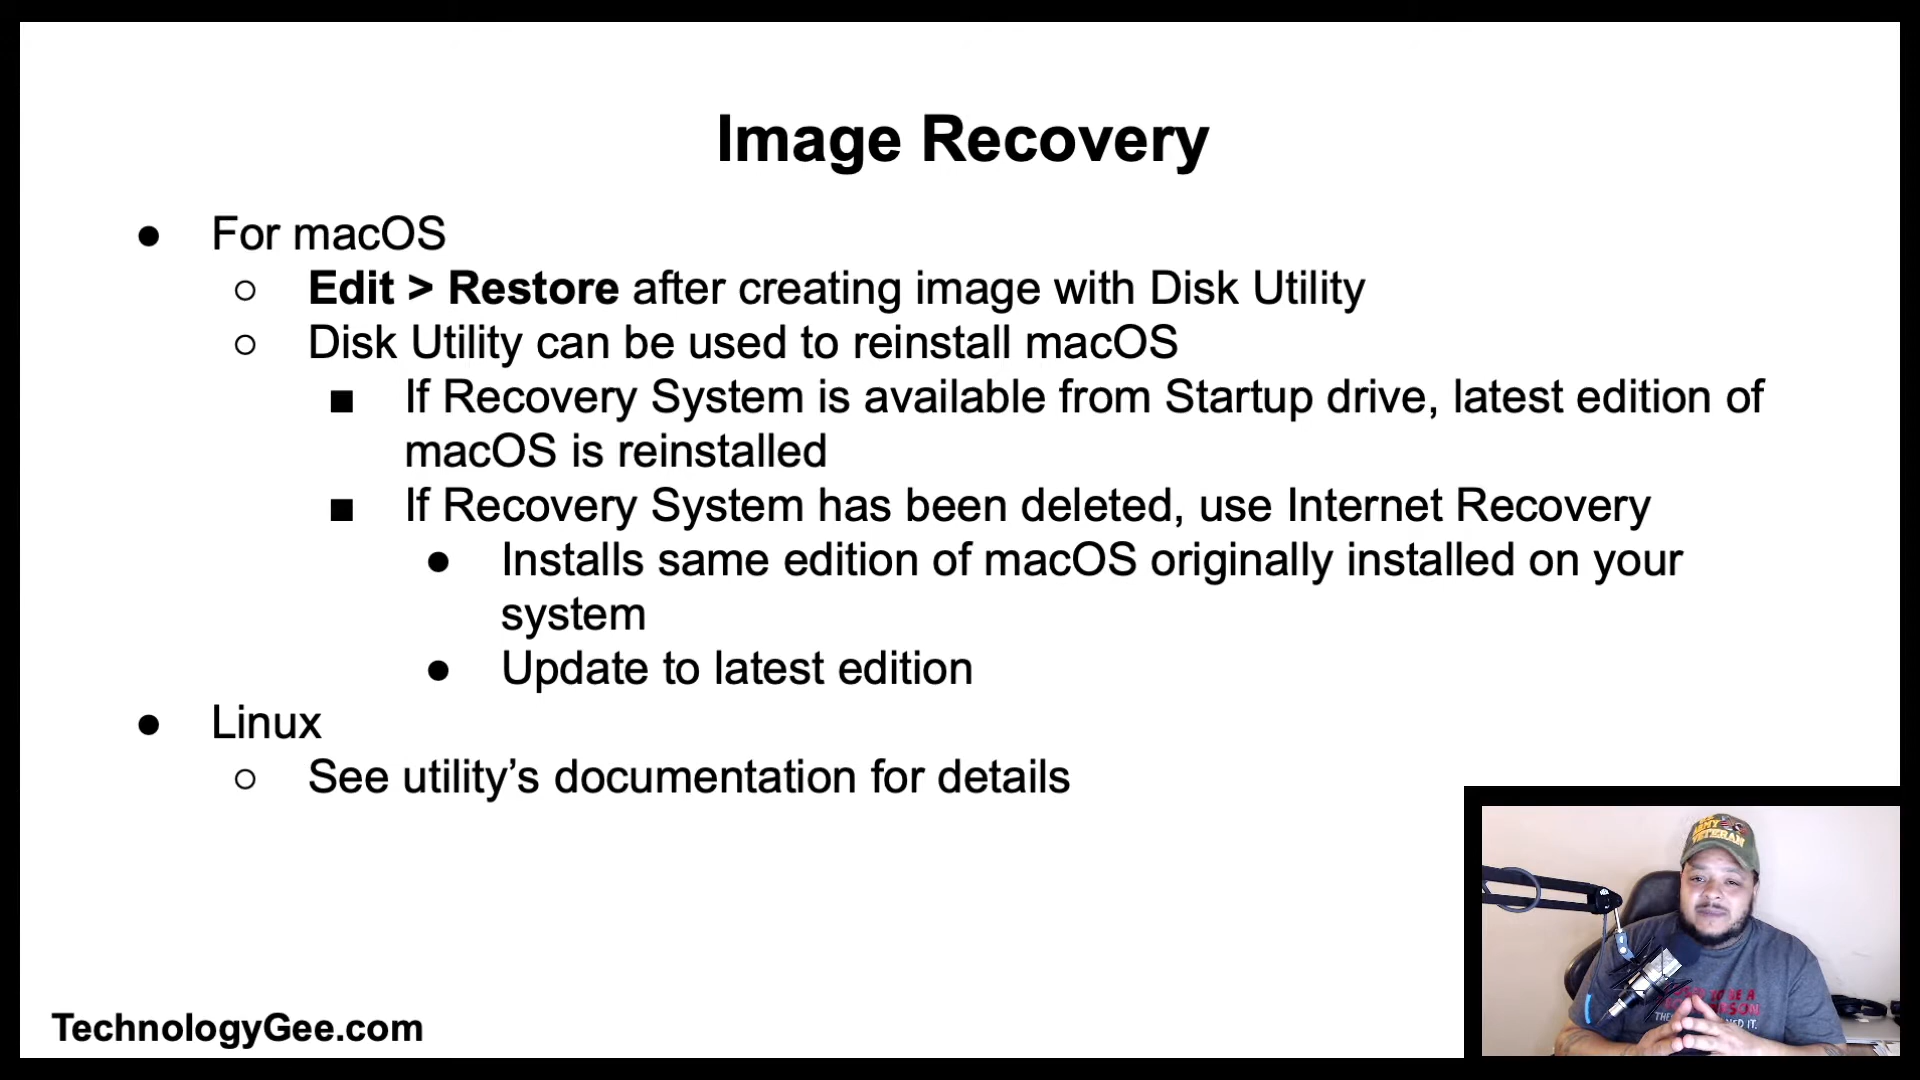 Image Recovery
● For macOS
○ Edit > Restore after creating image with Disk Utility
○ Disk Utility can be used to reinstall macOS
■ If Recovery System is available from Startup drive, latest edition of
macOS is reinstalled
■ If Recovery System has been deleted, use Internet Recovery
● Installs same edition of macOS originally installed on your
system
● Update to latest edition
● Linux
○ See utility’s documentation for details
ARMY
VETERAN
TechnologyGee.com